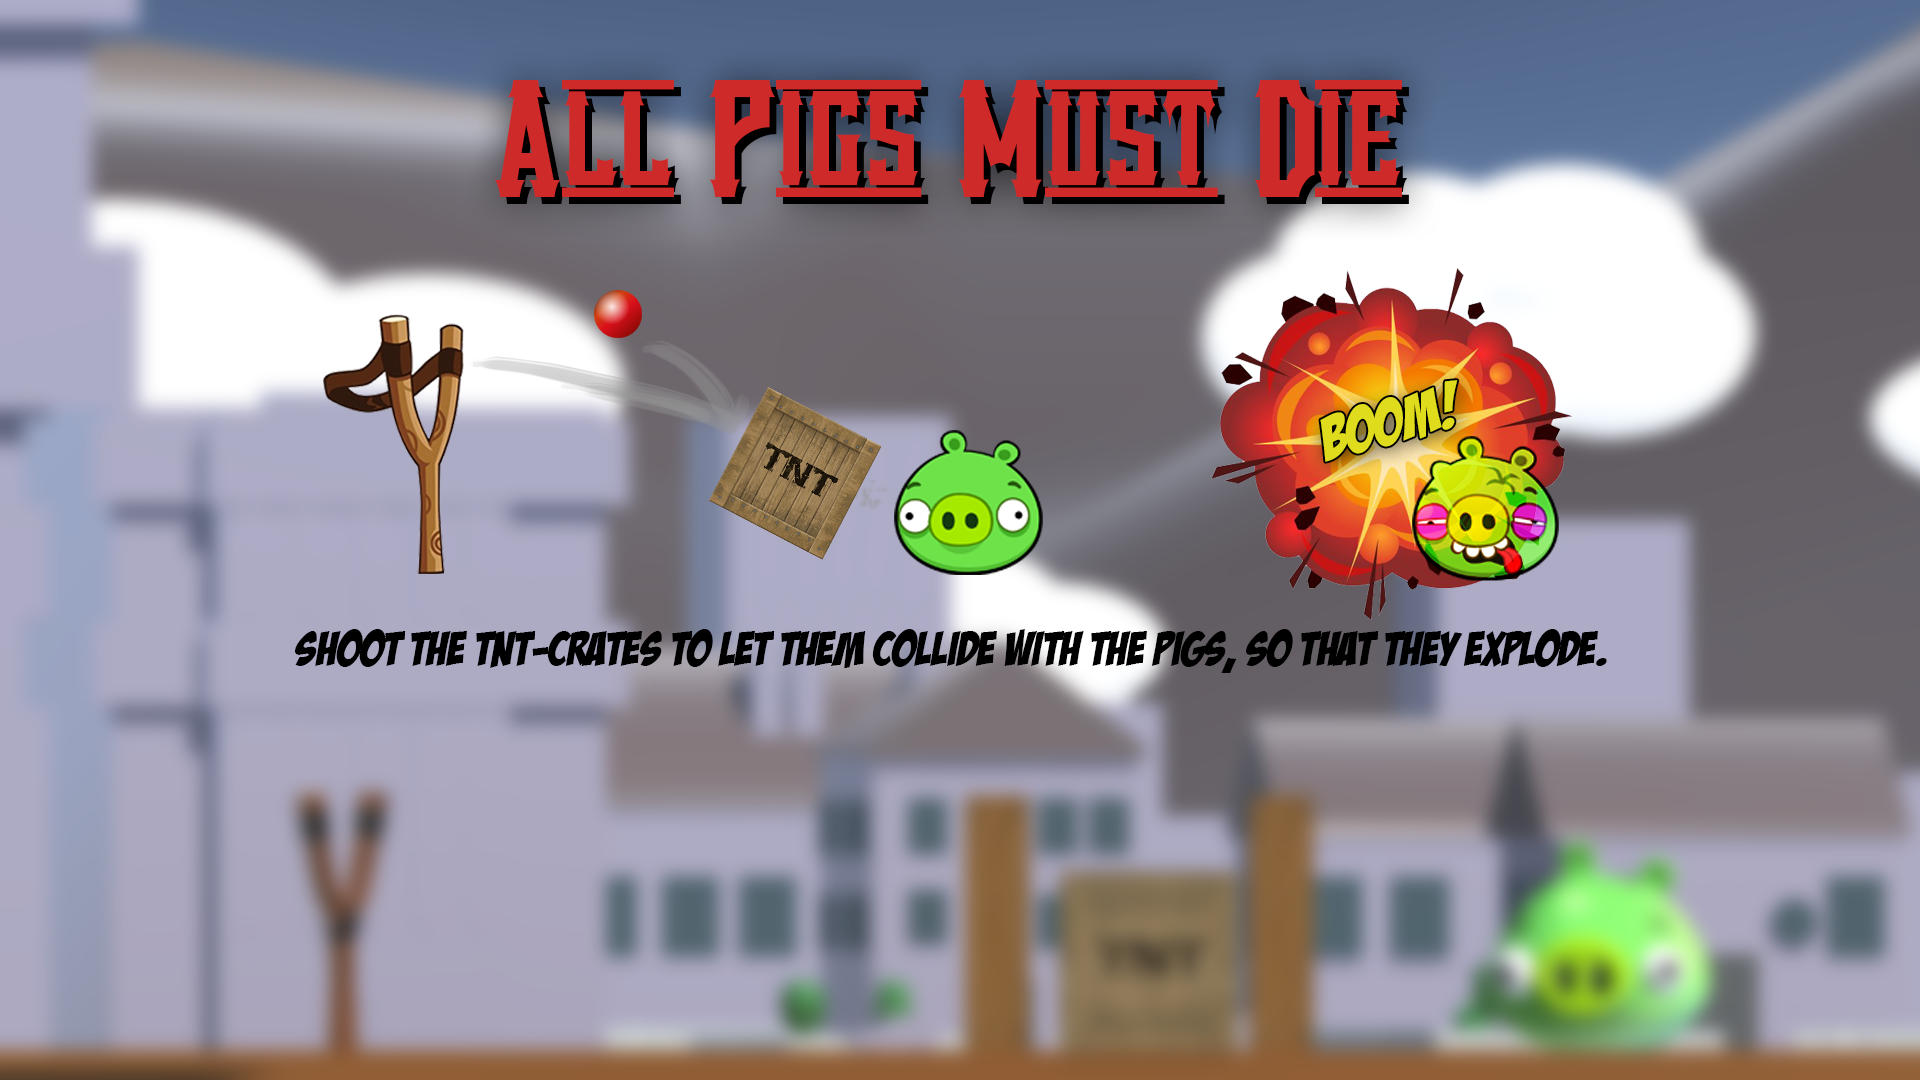 All Pigs Must Die
TNT
BOOM!
SHOOT THE TNT-CRATES TO LET THEM COLLIDE WITH THE PIGS, SO THAT THEY EXPLODE.
TNT